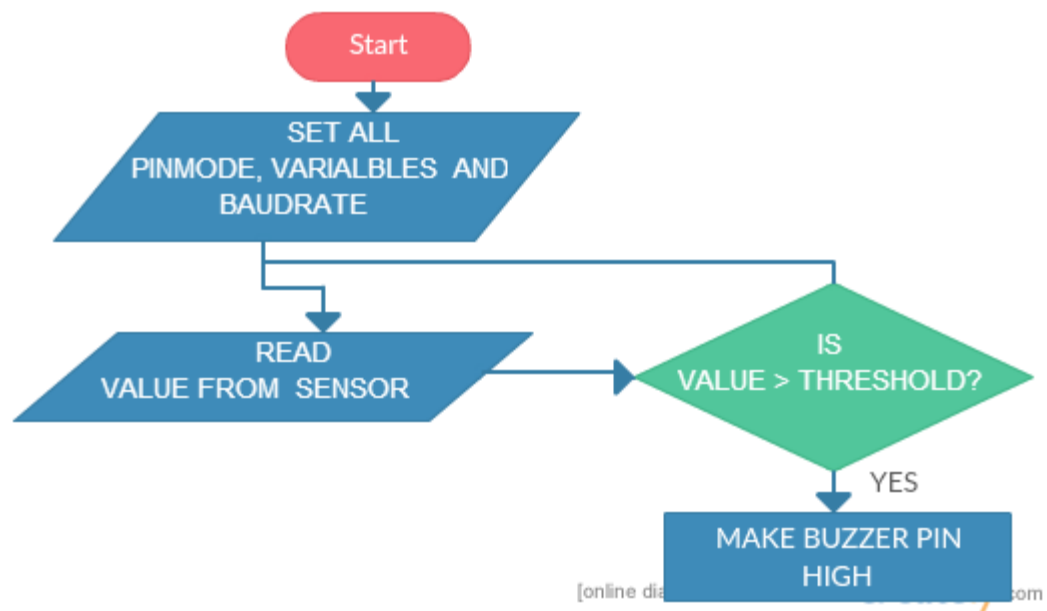 Start
SET ALL
PINMODE, VARIALBLES AND
BAUDRATE
READ
VALUE FROM SENSOR
IS
VALUE > THRESHOLD?
YES
MAKE BUZZER PIN
HIGH
[online dia
com